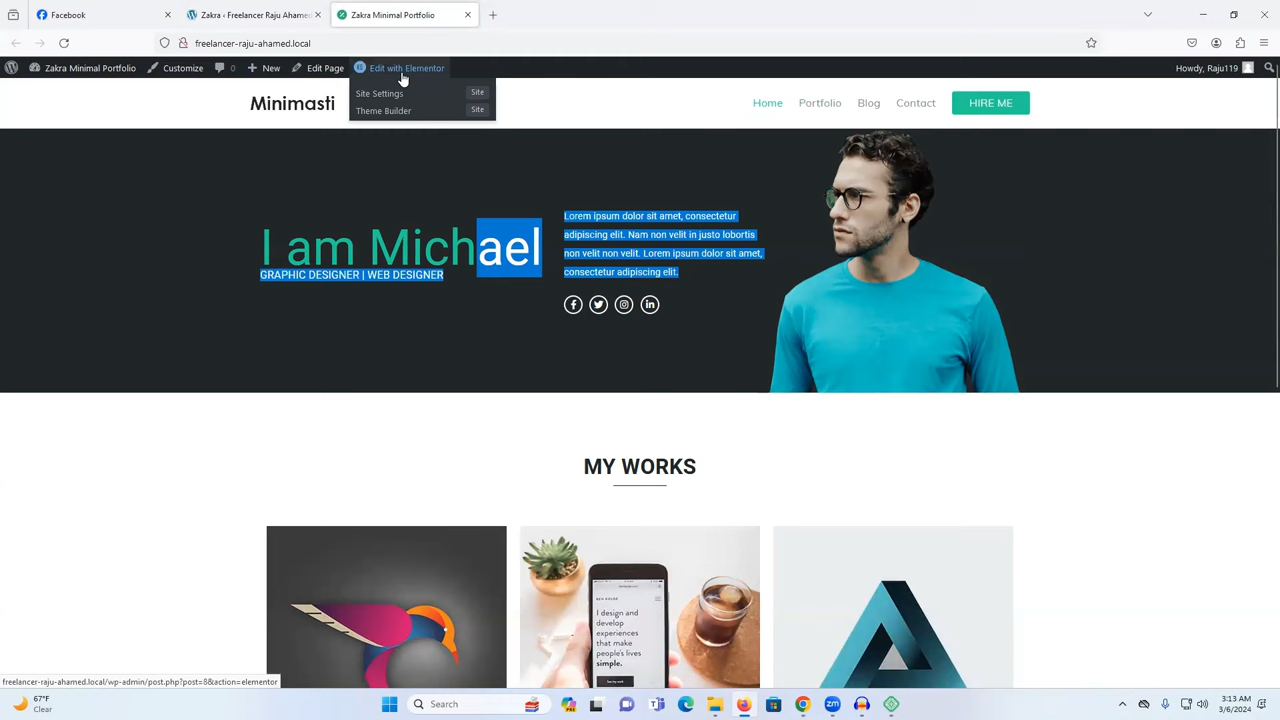 Facebook
Zakra ‹ Freelancer Raju Ahamed
Zakra Minimal Portfolio
freelancer-raju-ahamed.local
Zakra Minimal Portfolio
Customize
0
New
Edit Page
Edit with Elementor
Howdy, Raju119
Site Settings
Site
Theme Builder
Site
Minimasti
Home
Portfolio
Blog
Contact
HIRE ME
I am Michael
GRAPHIC DESIGNER | WEB DESIGNER
Lorem ipsum dolor sit amet, consectetur
adipiscing elit. Nam non velit in justo lobortis
non velit non velit. Lorem ipsum dolor sit amet,
consectetur adipiscing elit.
MY WORKS
I design and
develop
experiences
that make
people's lives
simple.
freelancer-raju-ahamed.local/wp-admin/post.php?post=8&action=elementor
67°F
Clear
Search
3:13 AM
3/6/2024